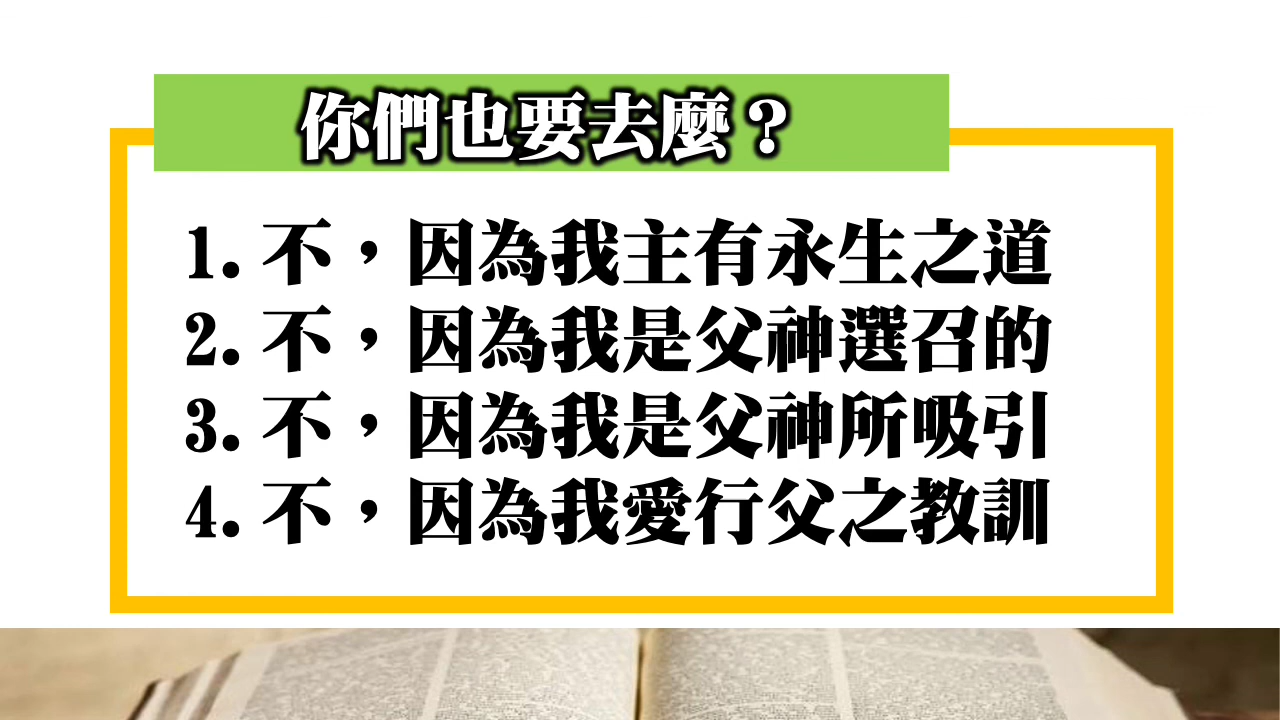 你們也要去麼？
1. 不，因為我主有永生之道
2. 不，因為我是父神選召的
3. 不，因為我是父神所吸引
4. 不，因為我愛行父之教訓